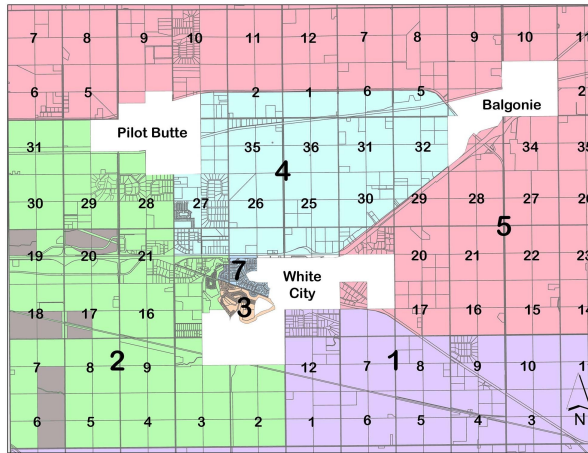 7 8 9 10 11 12 7 8 9 10 11
6 5 2 1 6 5 2
Balgonie
Pilot Butte
31 35 36 31 32 34 35
4
30 29 28 27 26 25 30 29 28 27 26
5
19 20 21 20 21 22 23
7
White
City
3
18 17 16 17 16 15 14
2 1
7 8 9 12 7 8 9 10 1
6 5 4 3 2 1 6 5 4 3
N